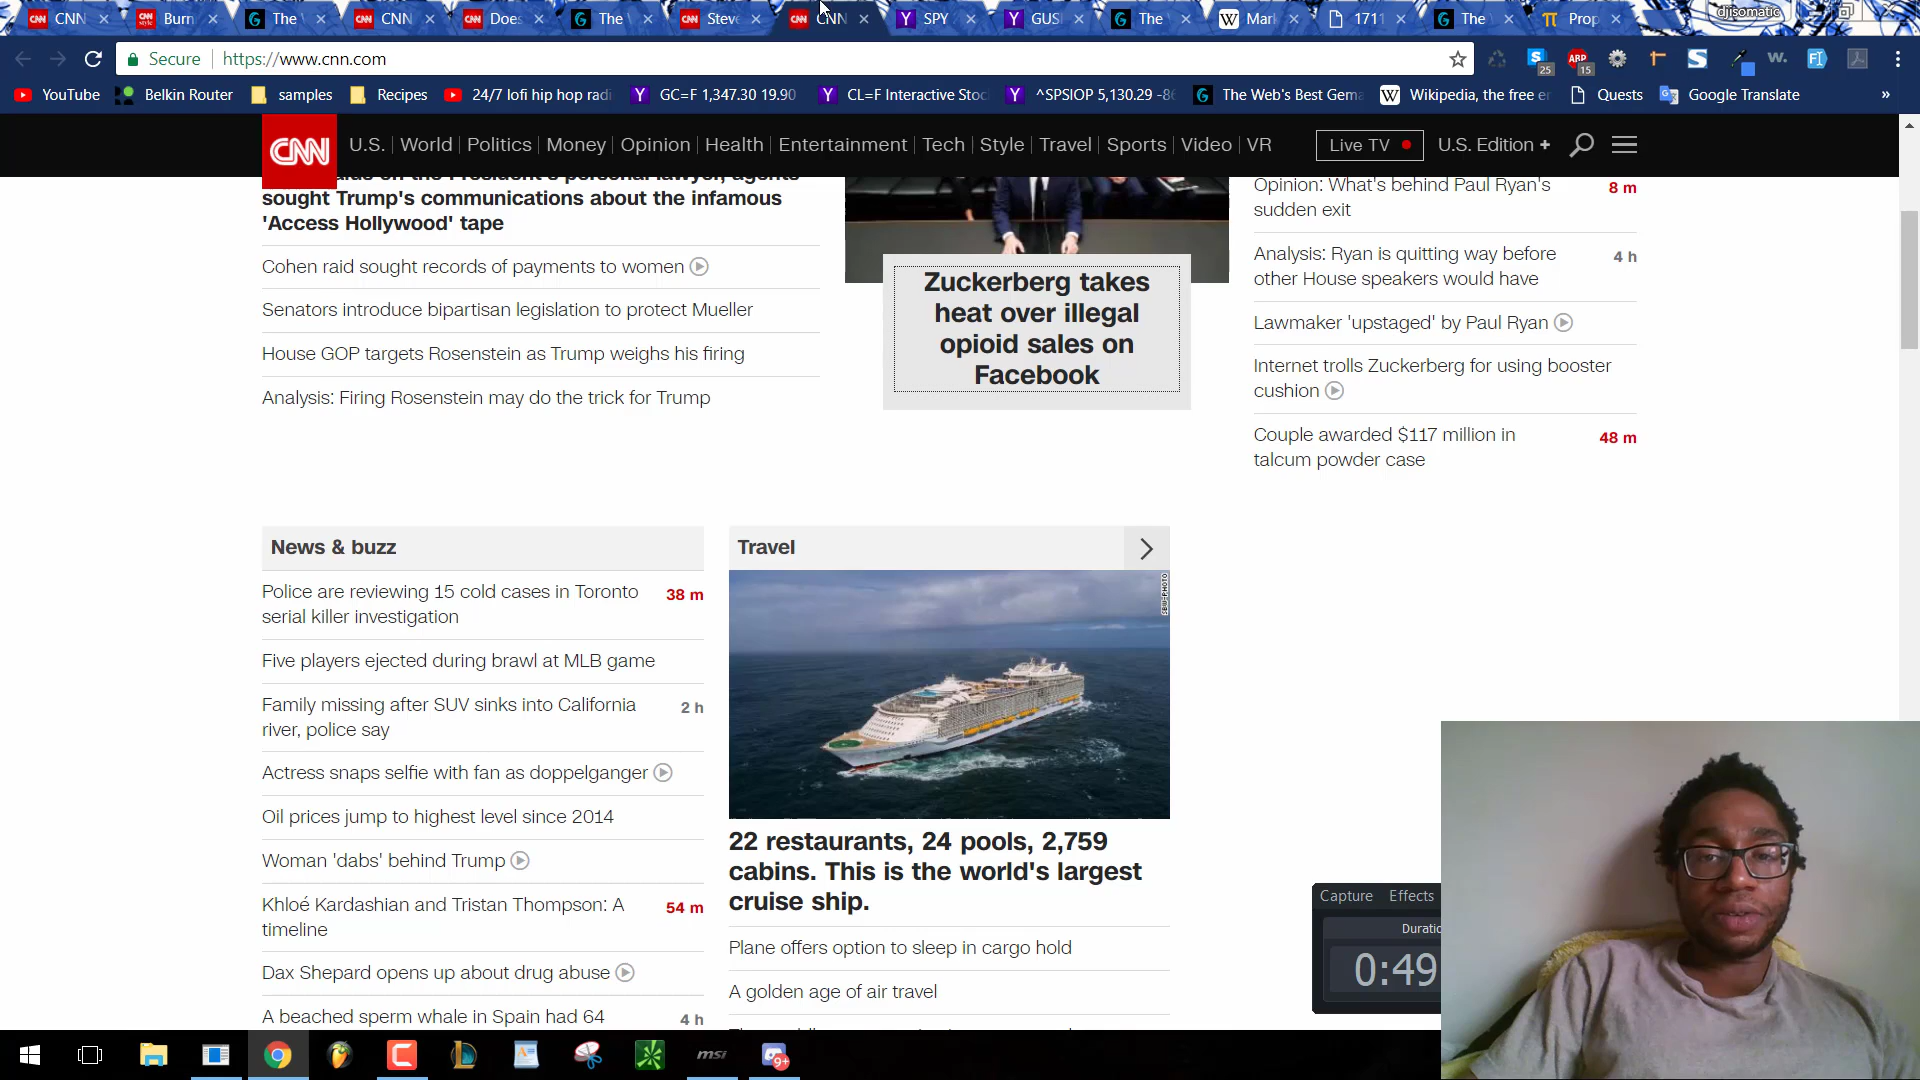 CNN
Burn
The
CNN
Does
The
Steve
CNN
SPY
GUS
The
Mar
1711
The
Prop
djisomatic
Secure
https://www.cnn.com
25
ABP
15
w.
YouTube
Belkin Router
samples
Recipes
24/7 lofi hip hop radi
GC=F 1,347.30 19.90
CL=F Interactive Stoc
^SPSIOP 5,130.29 -8
The Web's Best Gem
Wikipedia, the free e
Quests
Google Translate
»
CNN
U.S.
World
Politics
Money
Opinion
Health
Entertainment
Tech
Style
Travel
Sports
Video
VR
Live TV
U.S. Edition +
sought Trump's communications about the infamous
'Access Hollywood' tape
Cohen raid sought records of payments to women
Senators introduce bipartisan legislation to protect Mueller
House GOP targets Rosenstein as Trump weighs his firing
Analysis: Firing Rosenstein may do the trick for Trump
Zuckerberg takes
heat over illegal
opioid sales on
Facebook
Opinion: What's behind Paul Ryan's
sudden exit
8 m
Analysis: Ryan is quitting way before
other House speakers would have
4 h
Lawmaker 'upstaged' by Paul Ryan
Internet trolls Zuckerberg for using booster
cushion
Couple awarded $117 million in
talcum powder case
48 m
News & buzz
Police are reviewing 15 cold cases in Toronto
serial killer investigation
38 m
Five players ejected during brawl at MLB game
Family missing after SUV sinks into California
river, police say
2 h
Actress snaps selfie with fan as doppelganger
Oil prices jump to highest level since 2014
Woman 'dabs' behind Trump
Khloé Kardashian and Tristan Thompson: A
timeline
54 m
Dax Shepard opens up about drug abuse
A beached sperm whale in Spain had 64
4 h
Travel
SBW-PHOTO
22 restaurants, 24 pools, 2,759
cabins. This is the world's largest
cruise ship.
Plane offers option to sleep in cargo hold
A golden age of air travel
Capture
Effects
Duratio
0:49
msi
9+